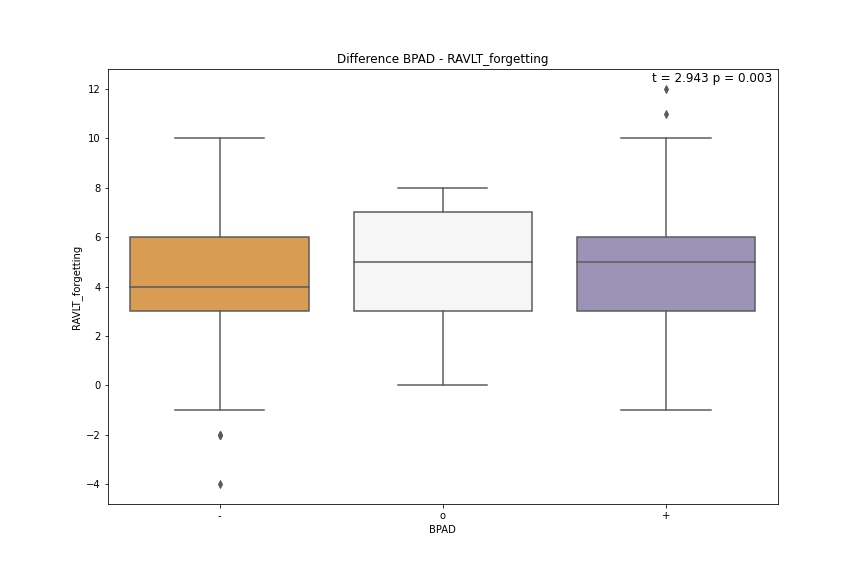 Difference BPAD - RAVLT_forgetting
t = 2.943 p = 0.003
12
10
8
6
4
2
0
−2
−4
RAVLT_forgetting
- o +
BPAD